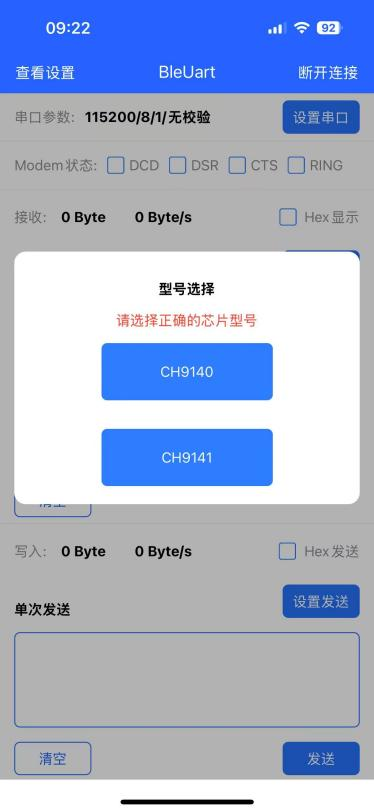 09:22
92
查看设置 BleUart 断开连接
串口参数: 115200/8/1/无校验 设置串口
Modem状态: DCD DSR CTS RING
接收: 0 Byte 0 Byte/s Hex显示
型号选择
请选择正确的芯片型号
CH9140
CH9141
清空
写入: 0 Byte 0 Byte/s Hex发送
单次发送 设置发送
清空 发送